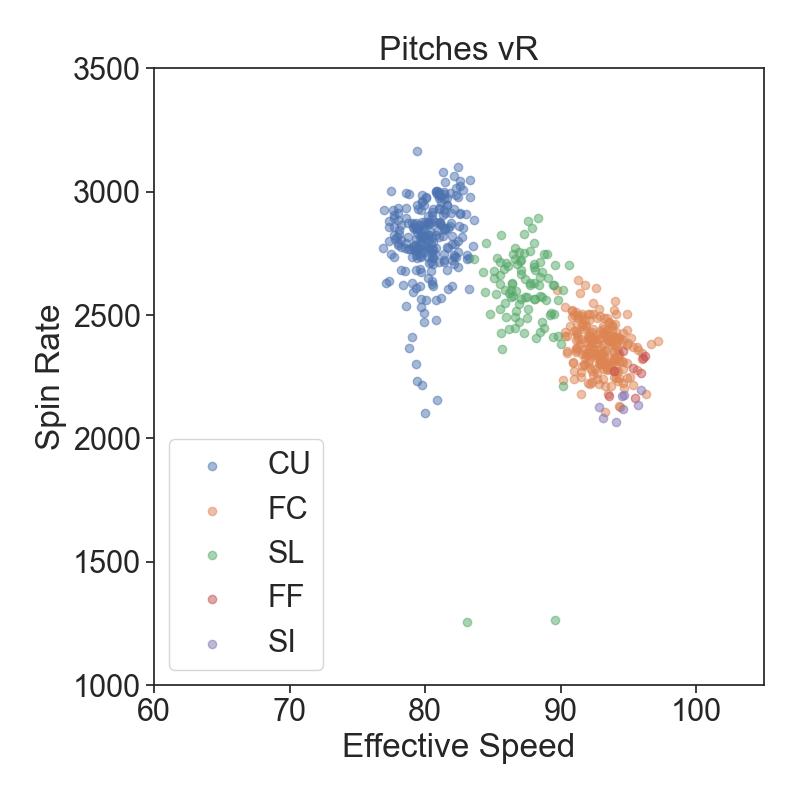 Pitches vR
3500
3000
2500
2000
1500
1000
Spin Rate
CU
FC
SL
FF
SI
60 70 80 90 100
Effective Speed